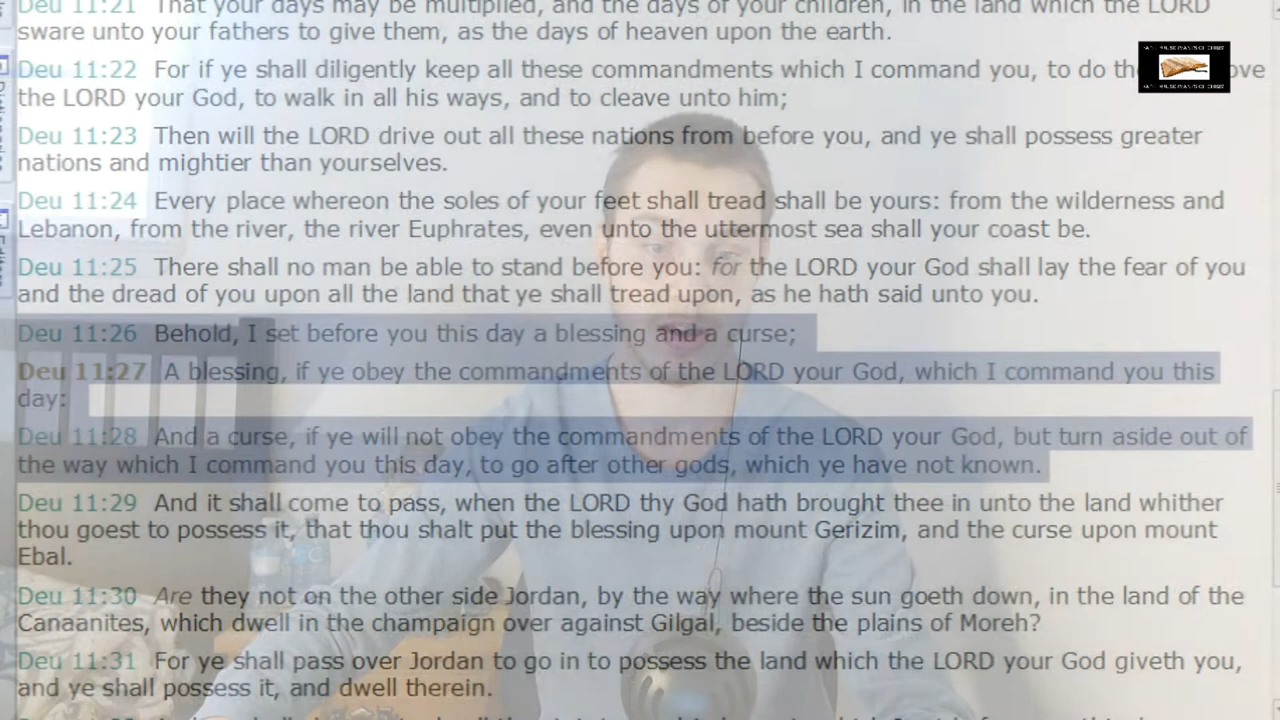 Deu 11:21 That your days may be multiplied, and the days of your children, in the land which the LORD
sware unto your fathers to give them, as the days of heaven upon the earth.
Deu 11:22 For if ye shall diligently keep all these commandments which I command you, to do
the LORD your God, to walk in all his ways, and to cleave unto him;
Deu 11:23 Then will the LORD drive out all these nations from before you, and ye shall possess greater
nations and mightier than yourselves.
Deu 11:24 Every place whereon the soles of your feet shall tread shall be yours: from the wilderness and
Lebanon, from the river, the river Euphrates, even unto the uttermost sea shall your coast be.
Deu 11:25 There shall no man be able to stand before you: for the LORD your God shall lay the fear of you
and the dread of you upon all the land that ye shall tread upon, as he hath said unto you.
Deu 11:26 Behold, I set before you this day a blessing and a curse;
Deu 11:27 A blessing, if ye obey the commandments of the LORD your God, which I command you this
day:
Deu 11:28 And a curse, if ye will not obey the commandments of the LORD your God, but turn aside out of
the way which I command you this day, to go after other gods, which ye have not known.
Deu 11:29 And it shall come to pass, when the LORD thy God hath brought thee in unto the land whither
thou goest to possess it, that thou shalt put the blessing upon mount Gerizim, and the curse upon mount
Ebal.
Deu 11:30 Are they not on the other side Jordan, by the way where the sun goeth down, in the land of the
Canaanites, which dwell in the champaign over against Gilgal, beside the plains of Moreh?
Deu 11:31 For ye shall pass over Jordan to go in to possess the land which the LORD your God giveth you,
and ye shall possess it, and dwell therein.